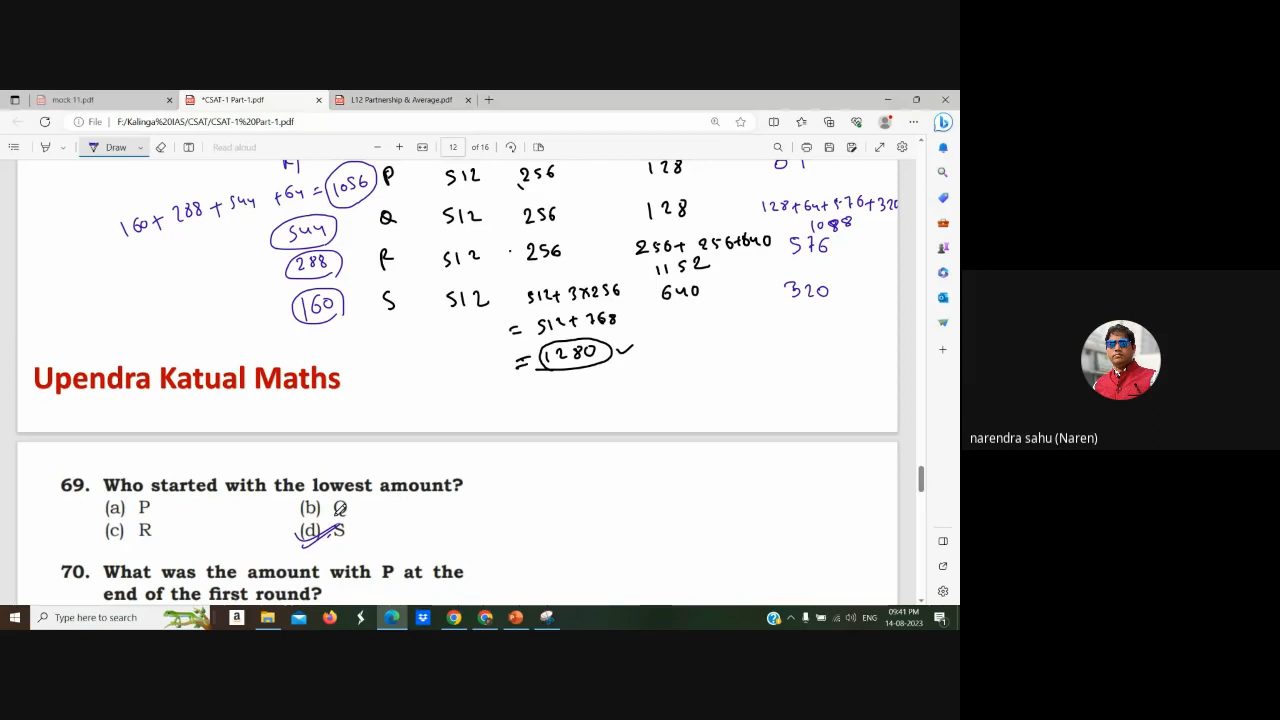 mock 11.pdf
*CSAT-1 Part-1.pdf
L12 Partnership & Average.pdf
File
F:/Kalinga%20IAS/CSAT/CSAT-1%20Part-1.pdf
Draw
Read aloud
12 of 16
160+288+544 +64 = 1056 P 512 256 128
544 Q 512 256 128 128+64+576+320
1088
288 R 512 256 256+ 256+640 576
1152
160 S 512 512+3×256 640 320
= 512+768
= 1280
Upendra Katual Maths
69. Who started with the lowest amount?
(a) P (b) Q
(c) R (d) S
70. What was the amount with P at the
end of the first round?
narendra sahu (Naren)
Type here to search
ENG
09:41 PM
14-08-2023